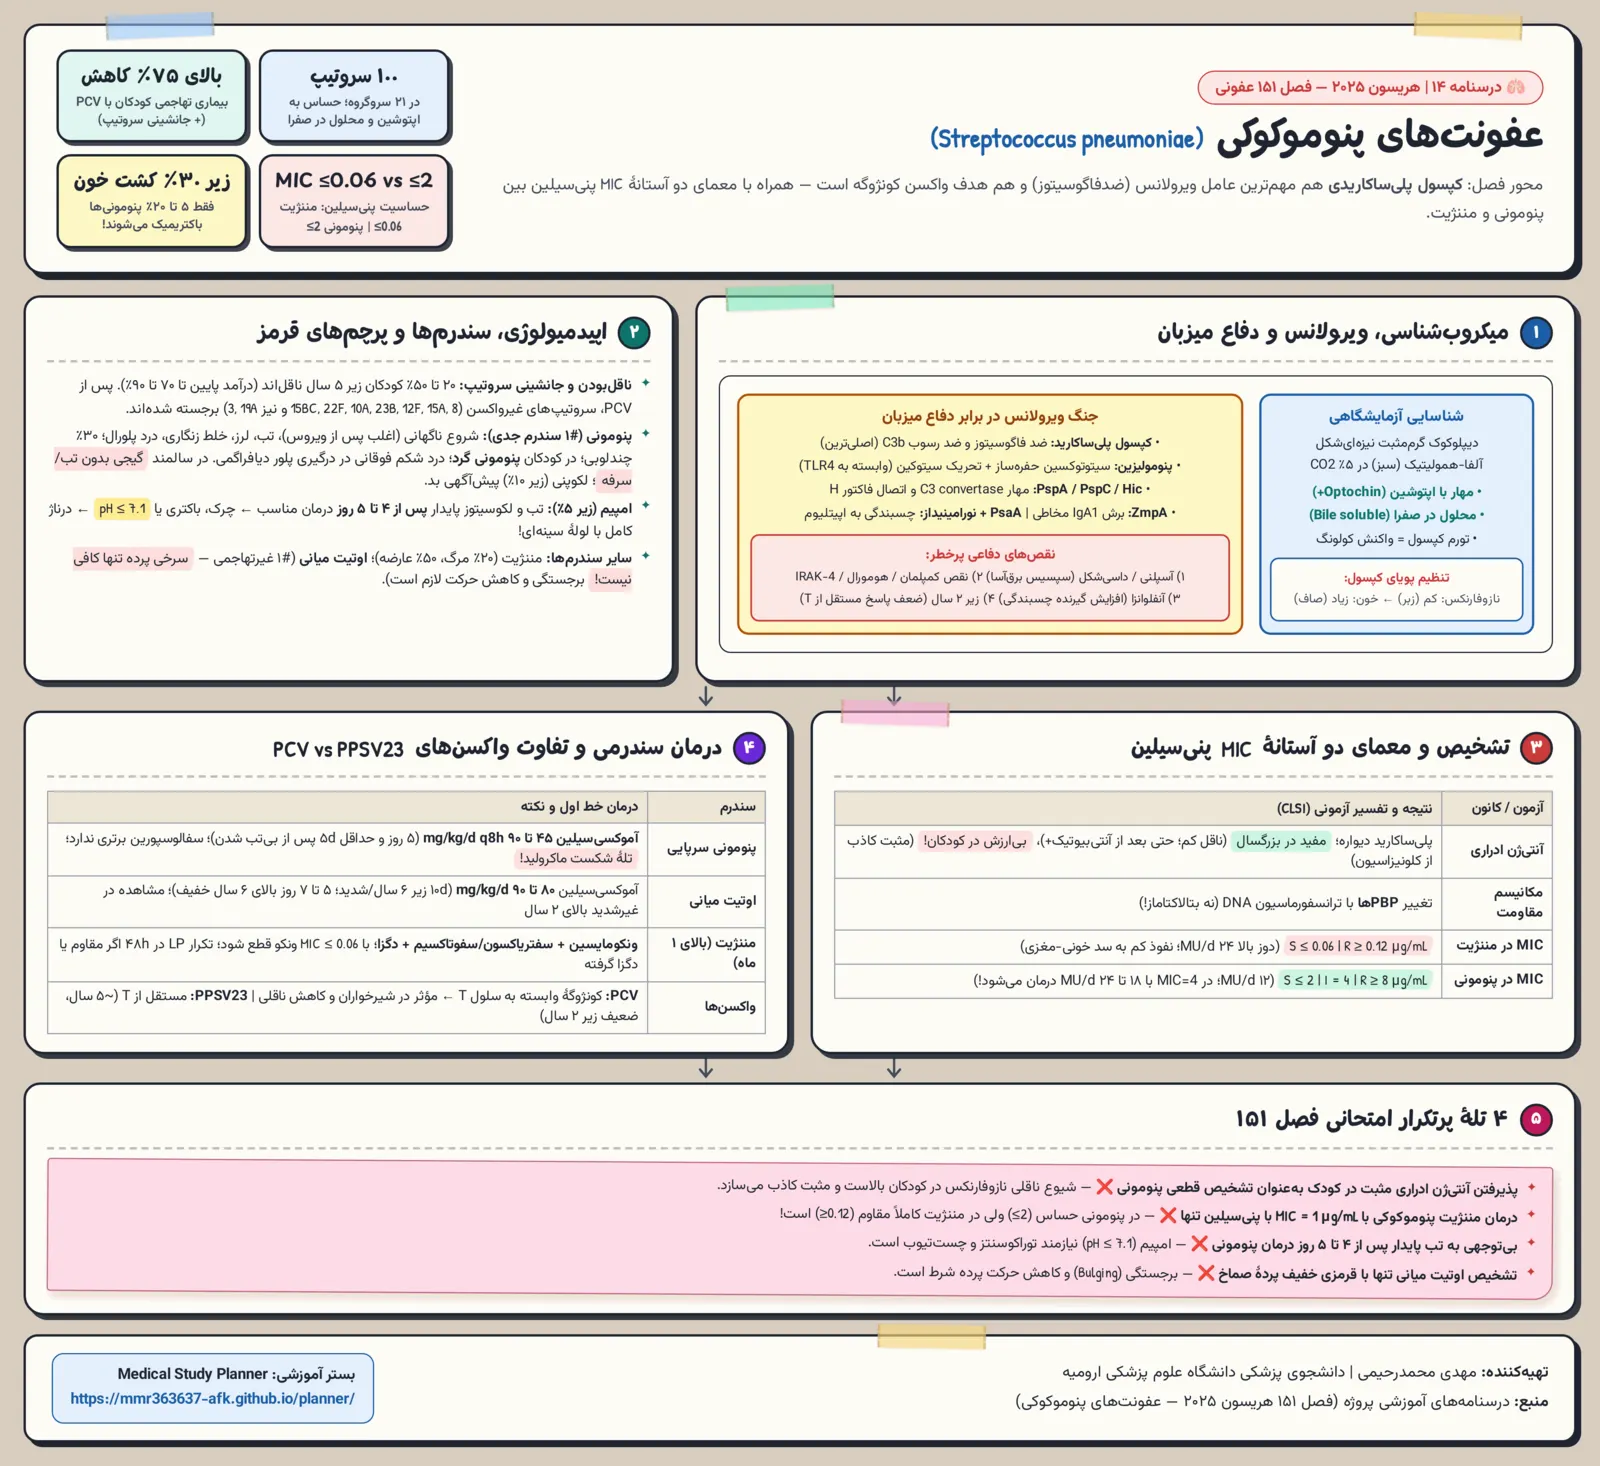 🫁 درسنامه ۱۴ | هریسون ۲۰۲۵ – فصل ۱۵۱ عفونی
عفونت‌های پنوموکوکی (Streptococcus pneumoniae)
محور فصل: کپسول پلی‌ساکاریدی هم مهم‌ترین عامل ویرولانس (ضدفاگوسیتوز) و هم هدف واکسن کونژوگه است – همراه با معمای دو آستانهٔ MIC پنی‌سیلین بین
پنومونی و مننژیت.
۱۰۰ سروتیپ
در ۲۱ سروگروه؛ حساس به
اپتوشین و محلول در صفرا
بالای ۷۵٪ کاهش
بیماری تهاجمی کودکان با PCV
(+ جانشینی سروتیپ)
MIC ≤0.06 vs ≤2
حساسیت پنی‌سیلین: مننژیت
≤0.06 | پنومونی ≤2
زیر ۳۰٪ کشت خون
فقط ۵ تا ۲۰٪ پنومونی‌ها
باکتریمیک می‌شوند!
۱ میکروب‌شناسی، ویرولانس و دفاع میزبان
شناسایی آزمایشگاهی
دیپلوکوک گرم‌مثبت نیزه‌ای‌شکل
آلفا-همولیتیک (سبز) در ۵٪ CO2
• مهار با اپتوشین (Optochin+)
• محلول در صفرا (Bile soluble)
• تورم کپسول = واکنش کولونگ
تنظیم پویای کپسول:
نازوفارنکس: کم (زبر) ← خون: زیاد (صاف)
جنگ ویرولانس در برابر دفاع میزبان
• کپسول پلی‌ساکارید: ضد فاگوسیتوز و ضد رسوب C3b (اصلی‌ترین)
• پنومولیزین: سیتوتوکسین حفره‌ساز + تحریک سیتوکین (وابسته به TLR4)
• PspA / PspC / Hic: مهار C3 convertase و اتصال فاکتور H
• ZmpA: برش IgA1 مخاطی | PsaA + نورامینیداز: چسبندگی به اپیتلیوم
نقص‌های دفاعی پرخطر:
۱) آسپلنی / داسی‌شکل (سپسیس برق‌آسا) ۲) نقص کمپلمان / هومورال / IRAK-4
۳) آنفلوانزا (افزایش گیرنده چسبندگی) ۴) زیر ۲ سال (ضعف پاسخ مستقل از T)
۲ اپیدمیولوژی، سندرم‌ها و پرچم‌های قرمز
✦ ناقل‌بودن و جانشینی سروتیپ: ۲۰ تا ۵۰٪ کودکان زیر ۵ سال ناقل‌اند (درآمد پایین تا ۷۰ تا ۹۰٪). پس از
PCV، سروتیپ‌های غیرواکسن (15BC, 22F, 10A, 23B, 12F, 15A, 8 و نیز 3, 19A) برجسته شده‌اند.
✦ پنومونی (#۱ سندرم جدی): شروع ناگهانی (اغلب پس از ویروس)، تب، لرز، خلط زنگاری، درد پلورال؛ ۳۰٪
چندلوبی؛ در کودکان پنومونی گرد؛ درد شکم فوقانی در درگیری پلور دیافراگمی. در سالمند گیجی بدون تب/
سرفه؛ لکوپنی (زیر ۱۰٪) پیش‌آگهی بد.
✦ امپیم (زیر ۵٪): تب و لکوسیتوز پایدار پس از ۴ تا ۵ روز درمان مناسب ← چرک، باکتری یا pH ≤ 7.1 ← درناژ
کامل با لولهٔ سینه‌ای!
✦ سایر سندرم‌ها: مننژیت (۲۰٪ مرگ، ۵۰٪ عارضه)؛ اوتیت میانی (#۱ غیرتهاجمی – سرخی پرده تنها کافی
نیست! برجستگی و کاهش حرکت لازم است).
۳ تشخیص و معمای دو آستانهٔ MIC پنی‌سیلین
آزمون / کانون | نتیجه و تفسیر آزمونی (CLSI)
آنتی‌ژن ادراری | پلی‌ساکارید دیواره؛ مفید در بزرگسال (ناقل کم؛ حتی بعد از آنتی‌بیوتیک+)، بی‌ارزش در کودکان! (مثبت کاذب
از کلونیزاسیون)
مکانیسم مقاومت | تغییر PBPها با ترانسفورماسیون DNA (نه بتالاکتاماز!)
MIC در مننژیت | S ≤ 0.06 | R ≥ 0.12 µg/mL (دوز بالا ۲۴ MU/d؛ نفوذ کم به سد خونی-مغزی)
MIC در پنومونی | S ≤ 2 | I = 4 | R ≥ 8 µg/mL (۱۲ MU/d؛ در MIC=4 با ۱۸ تا ۲۴ MU/d درمان می‌شود!)
۴ درمان سندرمی و تفاوت واکسن‌های PCV vs PPSV23
سندرم | درمان خط اول و نکته
پنومونی سرپایی | آموکسی‌سیلین ۴۵ تا ۹۰ mg/kg/d q8h (۵ روز و حداقل ۵d پس از بی‌تب شدن)؛ سفالوسپورین برتری ندارد؛
تلهٔ شکست ماکرولید!
اوتیت میانی | آموکسی‌سیلین ۸۰ تا ۹۰ mg/kg/d (۱۰d زیر ۶ سال/شدید؛ ۵ تا ۷ روز بالای ۶ سال خفیف)؛ مشاهده در
غیرشدید بالای ۲ سال
مننژیت (بالای ۱ ماه) | ونکومایسین + سفتریاکسون/سفوتاکسیم + دگزا؛ با MIC ≤ 0.06 ونکو قطع شود؛ تکرار LP در ۴۸h اگر مقاوم یا
دگزا گرفته
واکسن‌ها | PCV: کونژوگهٔ وابسته به سلول T ← مؤثر در شیرخواران و کاهش ناقلی | PPSV23: مستقل از T (~۵ سال،
ضعیف زیر ۲ سال)
۵ ۴ تلهٔ پرتکرار امتحانی فصل ۱۵۱
✦ پذیرفتن آنتی‌ژن ادراری مثبت در کودک به‌عنوان تشخیص قطعی پنومونی ❌ – شیوع ناقلی نازوفارنکس در کودکان بالاست و مثبت کاذب می‌سازد.
✦ درمان مننژیت پنوموکوکی با MIC = 1 µg/mL با پنی‌سیلین تنها ❌ – در پنومونی حساس (≤2) ولی در مننژیت کاملاً مقاوم (≥0.12) است!
✦ بی‌توجهی به تب پایدار پس از ۴ تا ۵ روز درمان پنومونی ❌ – امپیم (pH ≤ 7.1) نیازمند توراکوسنتز و چست‌تیوب است.
✦ تشخیص اوتیت میانی تنها با قرمزی خفیف پردهٔ صماخ ❌ – برجستگی (Bulging) و کاهش حرکت پرده شرط است.
تهیه‌کننده: مهدی محمدرحیمی | دانشجوی پزشکی دانشگاه علوم پزشکی ارومیه
منبع: درسنامه‌های آموزشی پروژه (فصل ۱۵۱ هریسون ۲۰۲۵ – عفونت‌های پنوموکوکی)
بستر آموزشی: Medical Study Planner
https://mmr363637-afk.github.io/planner/